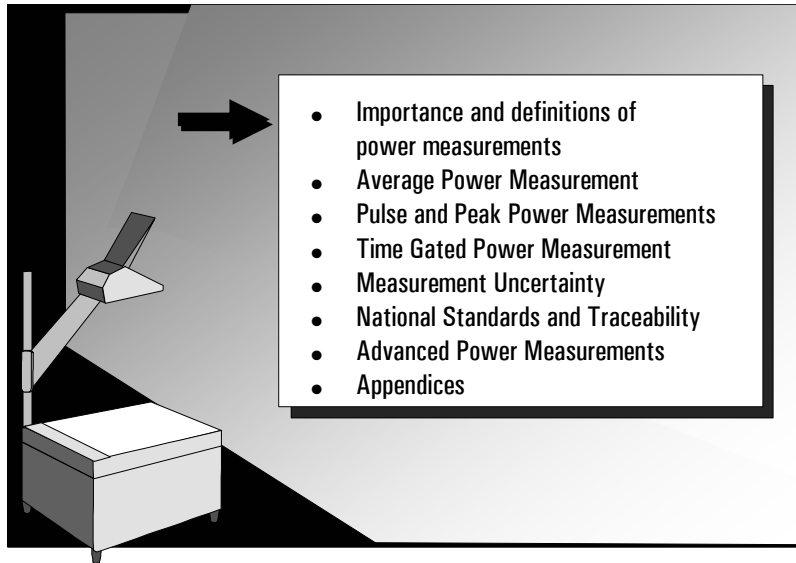 • Importance and definitions of
power measurements
• Average Power Measurement
• Pulse and Peak Power Measurements
• Time Gated Power Measurement
• Measurement Uncertainty
• National Standards and Traceability
• Advanced Power Measurements
• Appendices